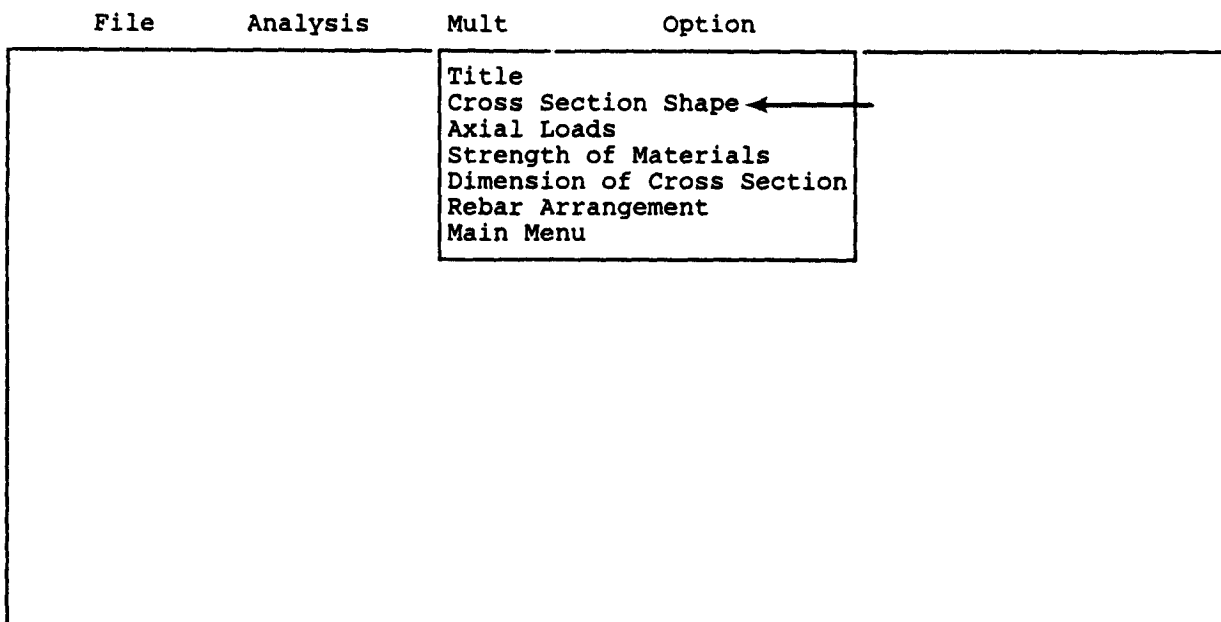 File Analysis Mult Option
Title
Cross Section Shape
Axial Loads
Strength of Materials
Dimension of Cross Section
Rebar Arrangement
Main Menu